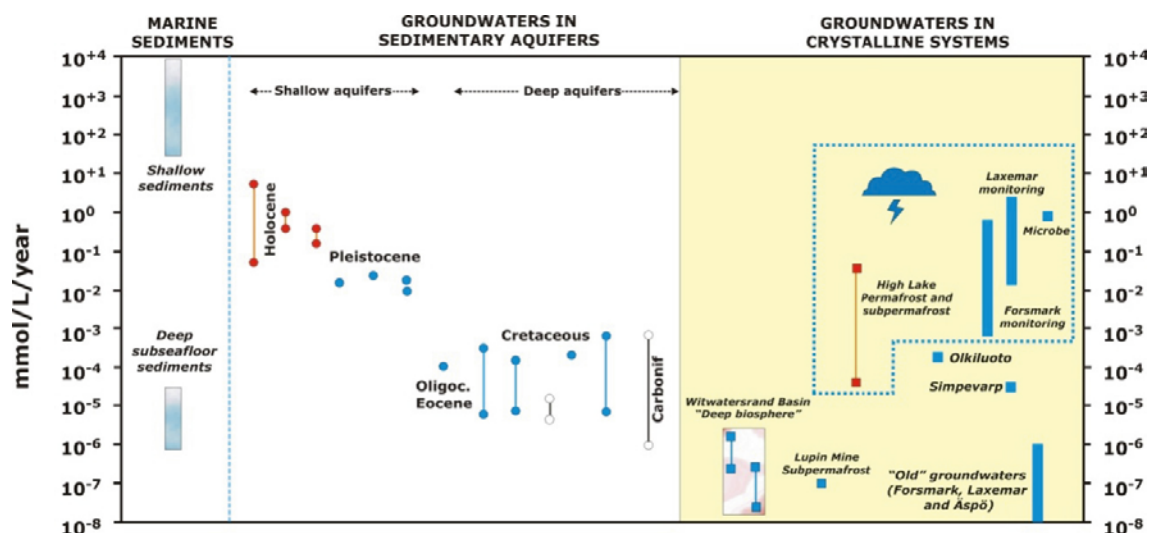 MARINE
SEDIMENTS
GROUNDWATERS IN
SEDIMENTARY AQUIFERS
GROUNDWATERS IN
CRYSTALLINE SYSTEMS
mmol/L/year
10+4
10+3
10+2
10+1
100
10-1
10-2
10-3
10-4
10-5
10-6
10-7
10-8
Shallow
sediments
Deep
subseafloor
sediments
Shallow aquifers
Deep aquifers
Holocene
Pleistocene
Oligoc.
Eocene
Cretaceous
Carbonif
Laxemar
monitoring
Microbe
High Lake
Permafrost and
subpermafrost
Forsmark
monitoring
Olkiluoto
Simpevarp
Witwatersrand Basin
"Deep biosphere"
Lupin Mine
Subpermafrost
"Old" groundwaters
(Forsmark, Laxemar
and Äspö)
10+4
10+3
10+2
10+1
100
10-1
10-2
10-3
10-4
10-5
10-6
10-7
10-8